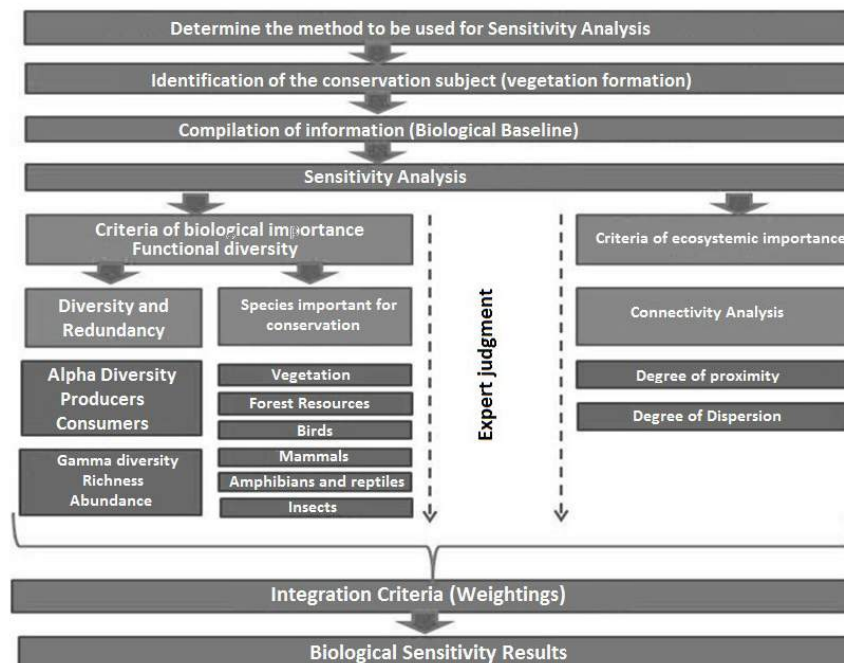 Determine the method to be used for Sensitivity Analysis
Identification of the conservation subject (vegetation formation)
Compilation of information (Biological Baseline)
Sensitivity Analysis
Criteria of biological importance
Functional diversity
Diversity and
Redundancy
Alpha Diversity
Producers
Consumers
Gamma diversity
Richness
Abundance
Species important for
conservation
Vegetation
Forest Resources
Birds
Mammals
Amphibians and reptiles
Insects
Expert judgment
Criteria of ecosystemic importance
Connectivity Analysis
Degree of proximity
Degree of Dispersion
Integration Criteria (Weightings)
Biological Sensitivity Results